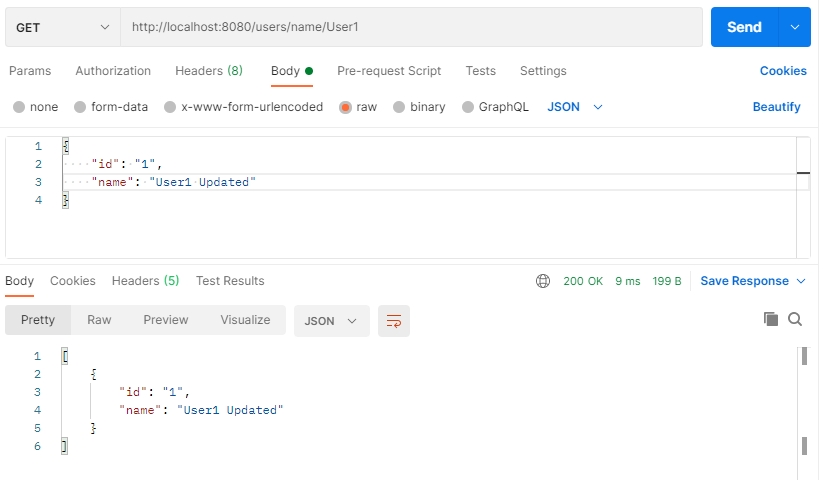 GET http://localhost:8080/users/name/User1 Send
Params Authorization Headers (8) Body Pre-request Script Tests Settings Cookies
none form-data x-www-form-urlencoded raw binary GraphQL JSON Beautify
1 {
2 "id": "1",
3 "name": "User1 Updated"
4 }
Body Cookies Headers (5) Test Results 200 OK 9 ms 199 B Save Response
Pretty Raw Preview Visualize JSON
1 [
2 {
3 "id": "1",
4 "name": "User1 Updated"
5 }
6 ]